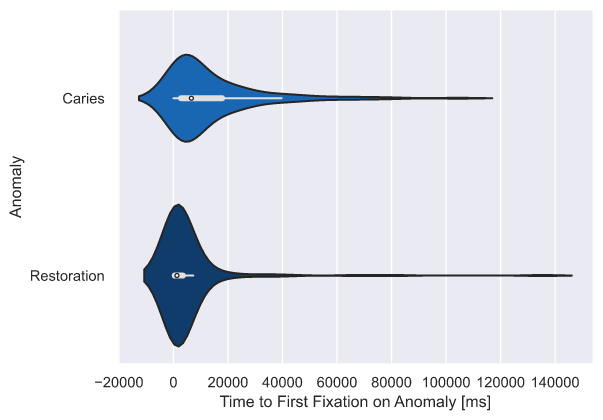 Anomaly
Caries
Restoration
−20000 0 20000 40000 60000 80000 100000 120000 140000
Time to First Fixation on Anomaly [ms]